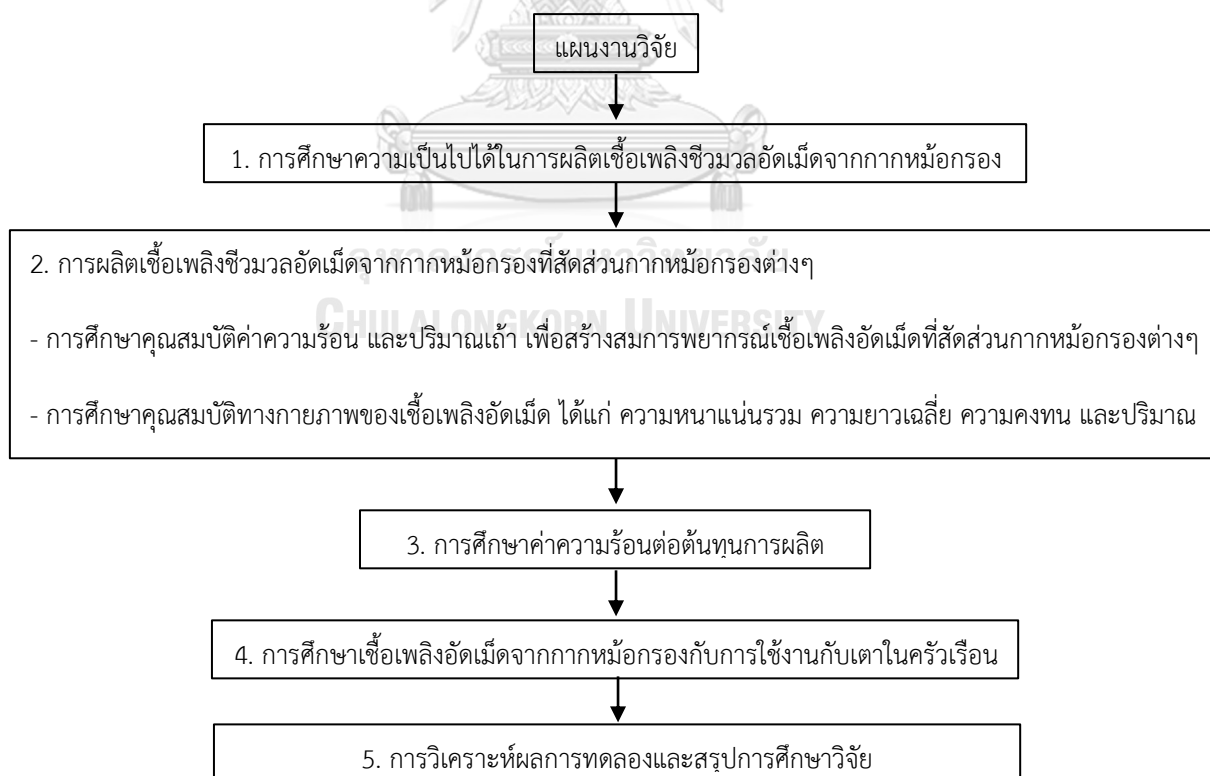 แผนงานวิจัย
1. การศึกษาความเป็นไปได้ในการผลิตเชื้อเพลิงชีวมวลอัดเม็ดจากกากหม้อกรอง
2. การผลิตเชื้อเพลิงชีวมวลอัดเม็ดจากกากหม้อกรองที่สัดส่วนกากหม้อกรองต่างๆ
จุฬาลงกรณ์มหาวิทยาลัย
CHULALONGKORN UNIVERSITY
- การศึกษาคุณสมบัติค่าความร้อน และปริมาณเถ้า เพื่อสร้างสมการพยากรณ์เชื้อเพลิงอัดเม็ดที่สัดส่วนกากหม้อกรองต่างๆ
- การศึกษาคุณสมบัติทางกายภาพของเชื้อเพลิงอัดเม็ด ได้แก่ ความหนาแน่นรวม ความยาวเฉลี่ย ความคงทน และปริมาณ
3. การศึกษาค่าความร้อนต่อต้นทุนการผลิต
4. การศึกษาเชื้อเพลิงอัดเม็ดจากกากหม้อกรองกับการใช้งานกับเตาในครัวเรือน
5. การวิเคราะห์ผลการทดลองและสรุปการศึกษาวิจัย